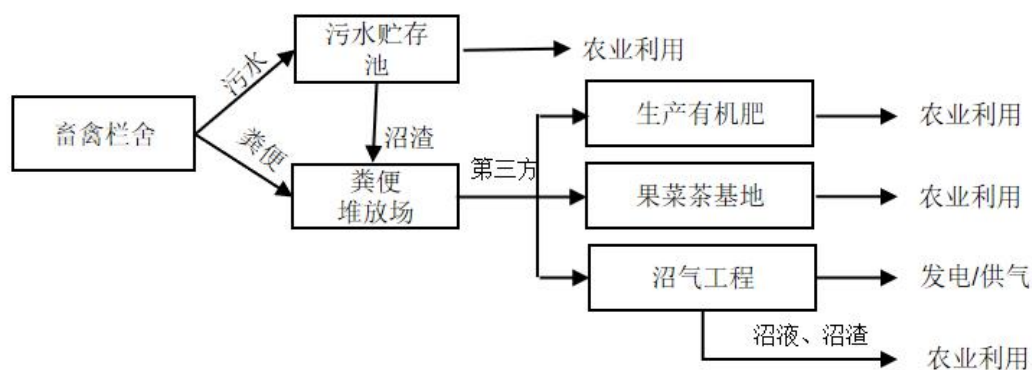 污水贮存
池
农业利用
污水
畜禽栏舍
粪便
沼渣
生产有机肥
农业利用
第三方
粪便
堆放场
果菜茶基地
农业利用
沼气工程
发电/供气
沼液、沼渣
农业利用